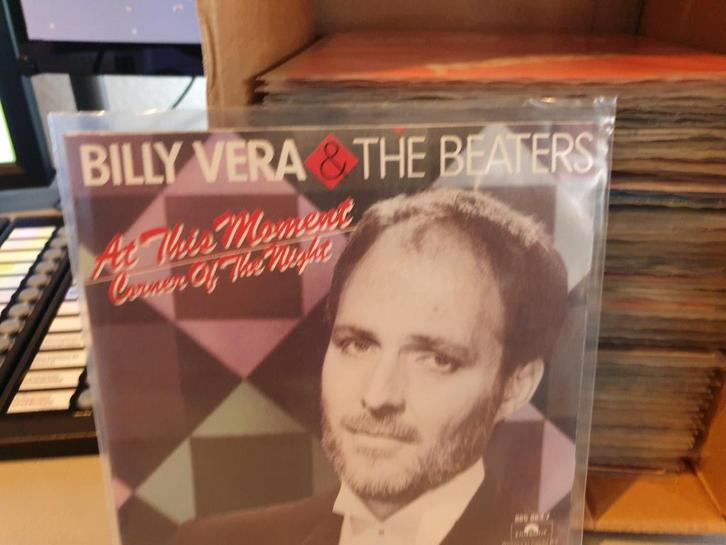 BILLY VERA & THE BEATERS
At This Moment
Corner Of The Night